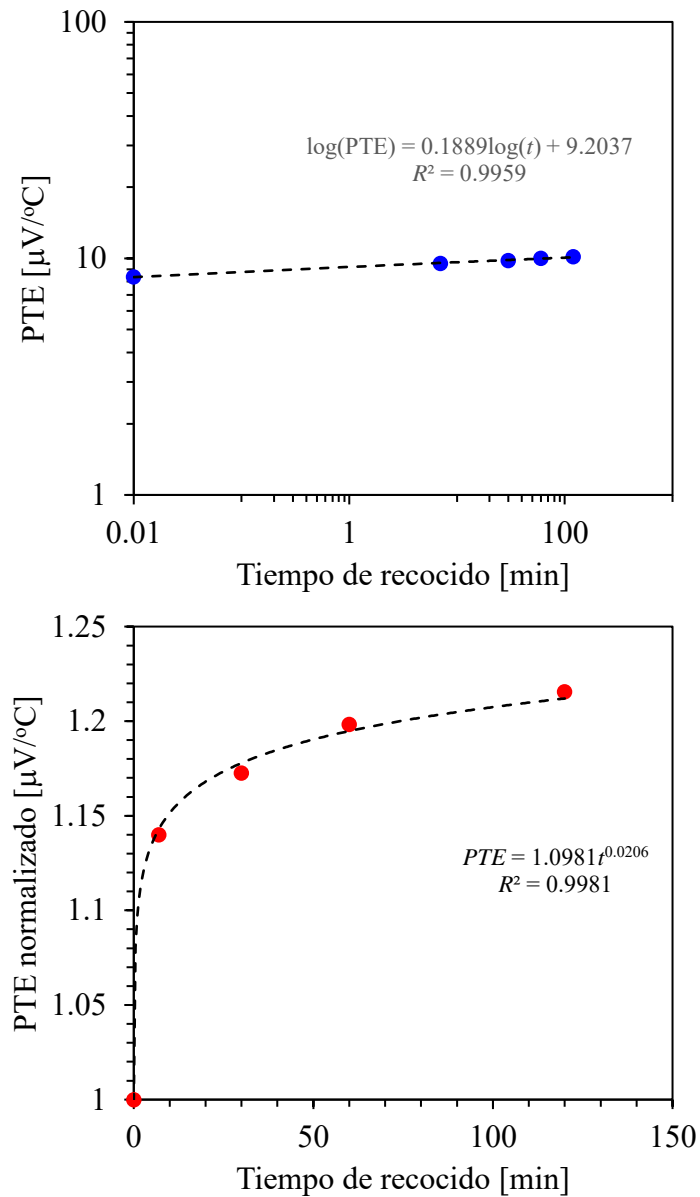 100
10
1
PTE [µV/ºC]
log(PTE) = 0.1889log(t) + 9.2037
R² = 0.9959
0.01 1 100
Tiempo de recocido [min]
1.25
1.2
1.15
1.1
1.05
1
PTE normalizado [µV/ºC]
PTE = 1.0981t^0.0206
R² = 0.9981
0 50 100 150
Tiempo de recocido [min]